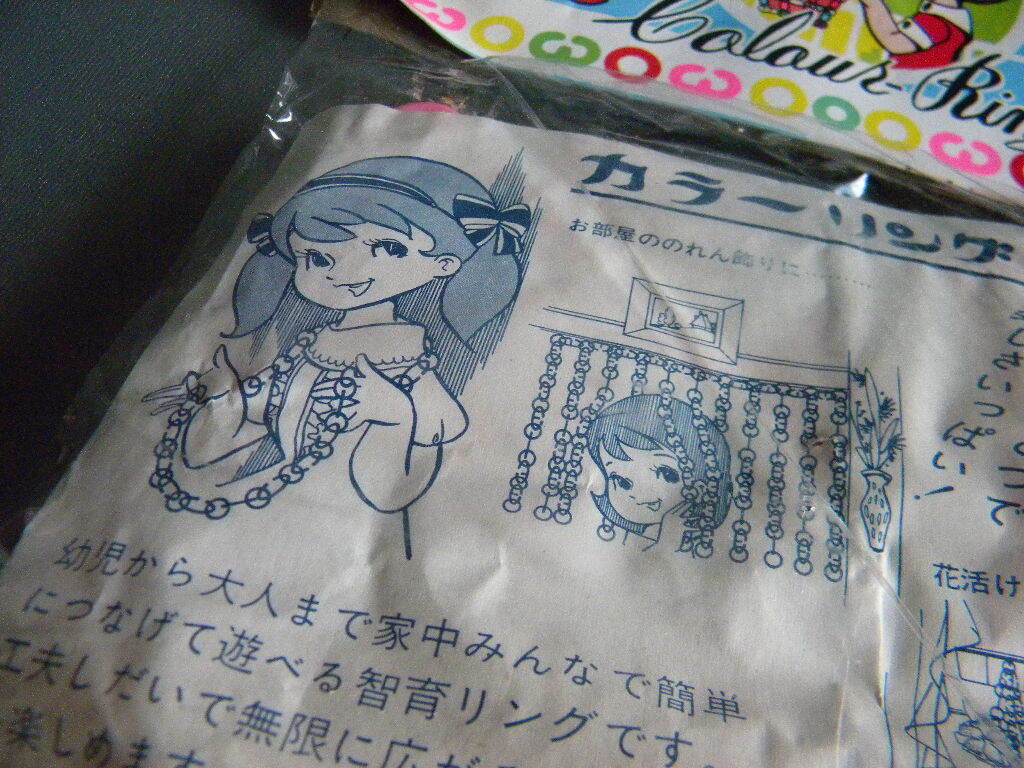 Colour Rin
カラーリング
お部屋ののれん飾りに………
いっぱい!
花活け
幼児から大人まで家中みんなで簡単
につなげて遊べる智育リングです。
工夫しだいで無限に広が
楽しめます